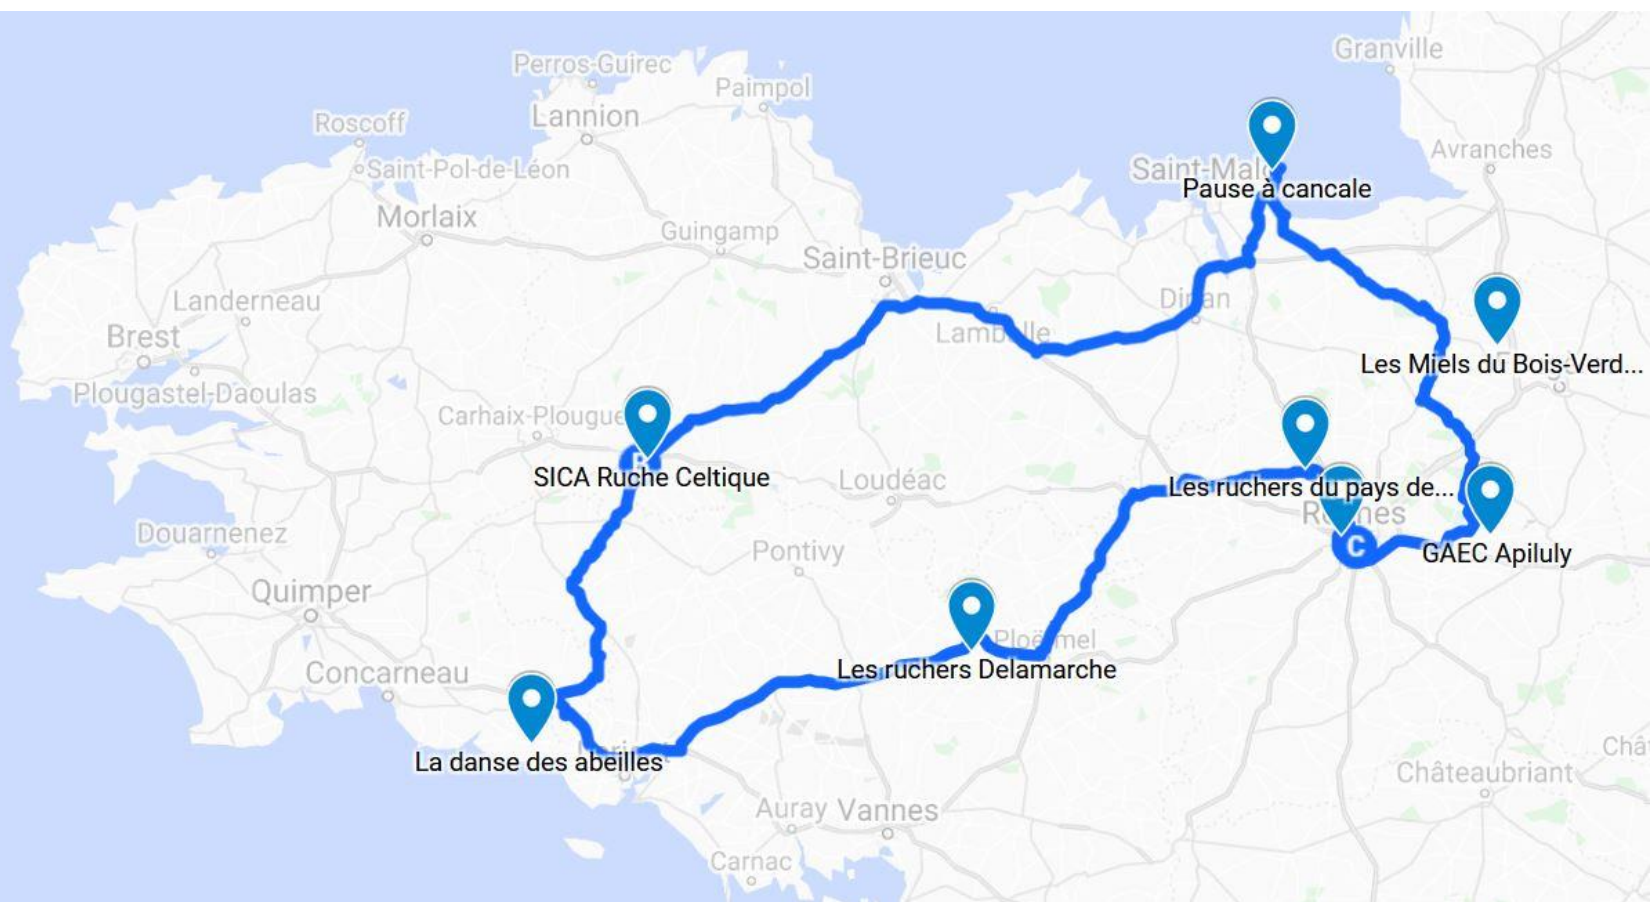 Granville
Perros-Guirec
Paimpol
Lannion
Roscoff
Avranches
Saint-Pol-de-Léon
Saint-Malo
Pause à cancale
Morlaix
Guingamp
Saint-Brieuc
Landerneau
Dinan
Brest
Lamballe
Les Miels du Bois-Verd...
Plougastel-Daoulas
Carhaix-Plougue
SICA Ruche Celtique
Loudéac
Les ruchers du pays de...
Rennes
Douarnenez
Pontivy
C
GAEC Apiluly
Quimper
Ploërmel
Les ruchers Delamarche
Concarneau
Lorient
La danse des abeilles
Châ
Châteaubriant
Auray
Vannes
Carnac